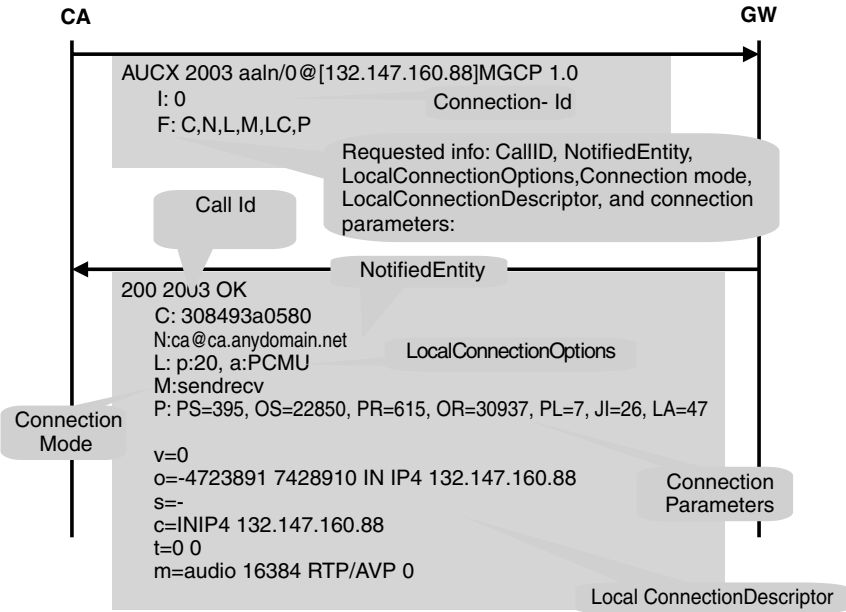 CA
GW
AUCX 2003 aaln/0@[132.147.160.88]MGCP 1.0
I: 0
Connection- Id
F: C,N,L,M,LC,P
Requested info: CallID, NotifiedEntity,
LocalConnectionOptions,Connection mode,
LocalConnectionDescriptor, and connection
parameters:
Call Id
NotifiedEntity
200 2003 OK
C: 308493a0580
N:ca@ca.anydomain.net
L: p:20, a:PCMU
LocalConnectionOptions
M:sendrecv
P: PS=395, OS=22850, PR=615, OR=30937, PL=7, JI=26, LA=47
Connection
Mode
v=0
o=-4723891 7428910 IN IP4 132.147.160.88
s=-
c=INIP4 132.147.160.88
t=0 0
m=audio 16384 RTP/AVP 0
Connection
Parameters
Local ConnectionDescriptor